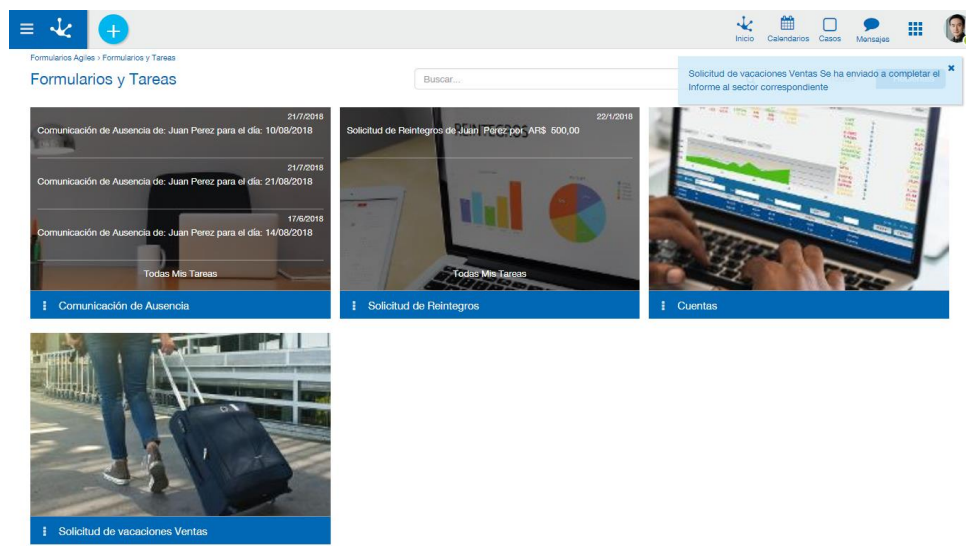 Inicio
Calendarios
Casos
Mensajes
Formularios Agiles › Formularios y Tareas
Formularios y Tareas
Buscar...
Solicitud de vacaciones Ventas Se ha enviado a completar el
Informe al sector correspondiente
21/7/2018
Comunicación de Ausencia de: Juan Perez para el día: 10/08/2018
21/7/2018
Comunicación de Ausencia de: Juan Perez para el día: 21/08/2018
17/6/2018
Comunicación de Ausencia de: Juan Perez para el día: 14/08/2018
Todas Mis Tareas
Comunicación de Ausencia
22/1/2018
Solicitud de Reintegros de Juan Perez por AR$ 500,00
REINTEGROS
Todas Mis Tareas
Solicitud de Reintegros
Cuentas
Solicitud de vacaciones Ventas